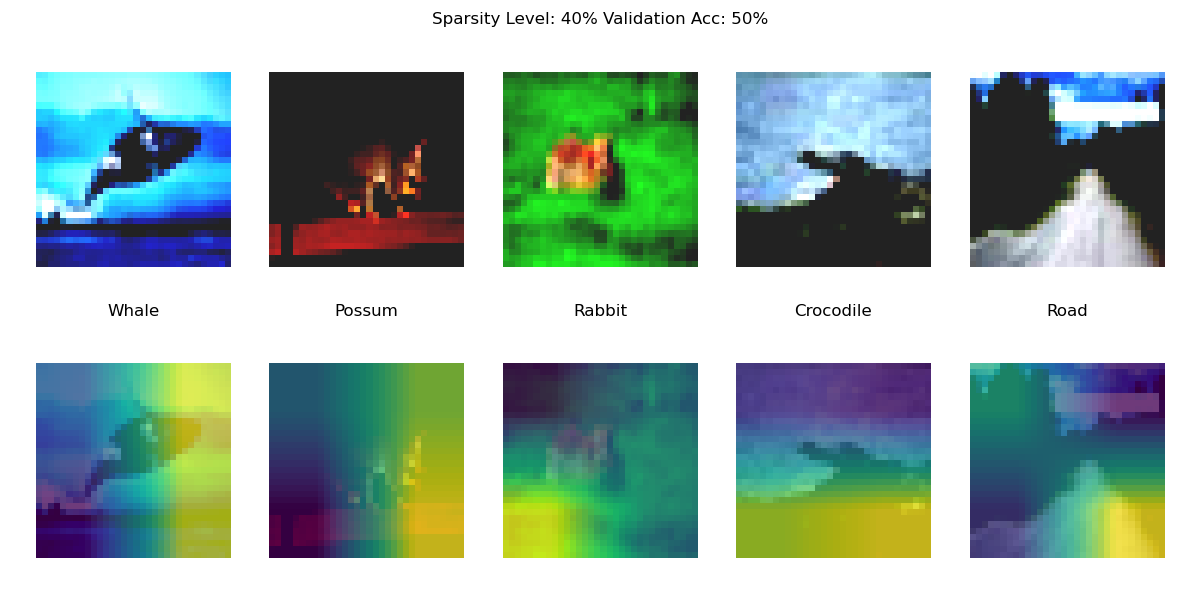 Sparsity Level: 40% Validation Acc: 50%
Whale
Possum
Rabbit
Crocodile
Road